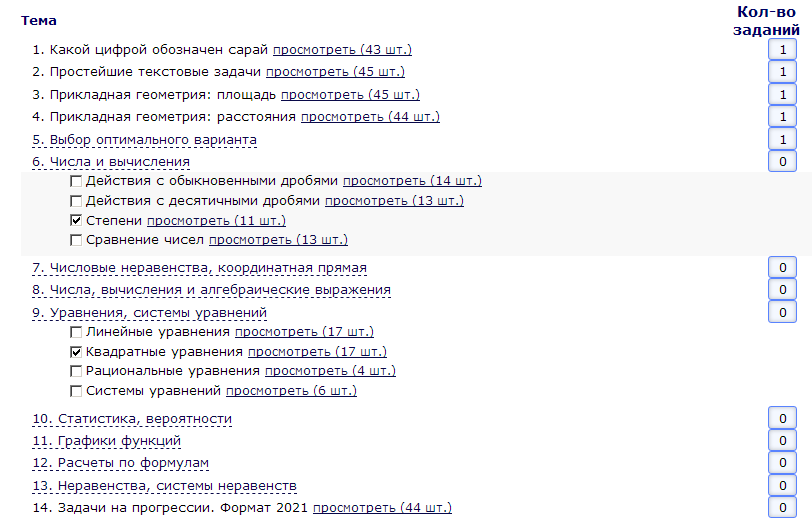 Тема Кол-во заданий
1. Какой цифрой обозначен сарай просмотреть (43 шт.) 1
2. Простейшие текстовые задачи просмотреть (45 шт.) 1
3. Прикладная геометрия: площадь просмотреть (45 шт.) 1
4. Прикладная геометрия: расстояния просмотреть (44 шт.) 1
5. Выбор оптимального варианта 1
6. Числа и вычисления 0
Действия с обыкновенными дробями просмотреть (14 шт.)
Действия с десятичными дробями просмотреть (13 шт.)
Степени просмотреть (11 шт.)
Сравнение чисел просмотреть (13 шт.)
7. Числовые неравенства, координатная прямая 0
8. Числа, вычисления и алгебраические выражения 0
9. Уравнения, системы уравнений 0
Линейные уравнения просмотреть (17 шт.)
Квадратные уравнения просмотреть (17 шт.)
Рациональные уравнения просмотреть (4 шт.)
Системы уравнений просмотреть (6 шт.)
10. Статистика, вероятности 0
11. Графики функций 0
12. Расчеты по формулам 0
13. Неравенства, системы неравенств 0
14. Задачи на прогрессии. Формат 2021 просмотреть (44 шт.) 0